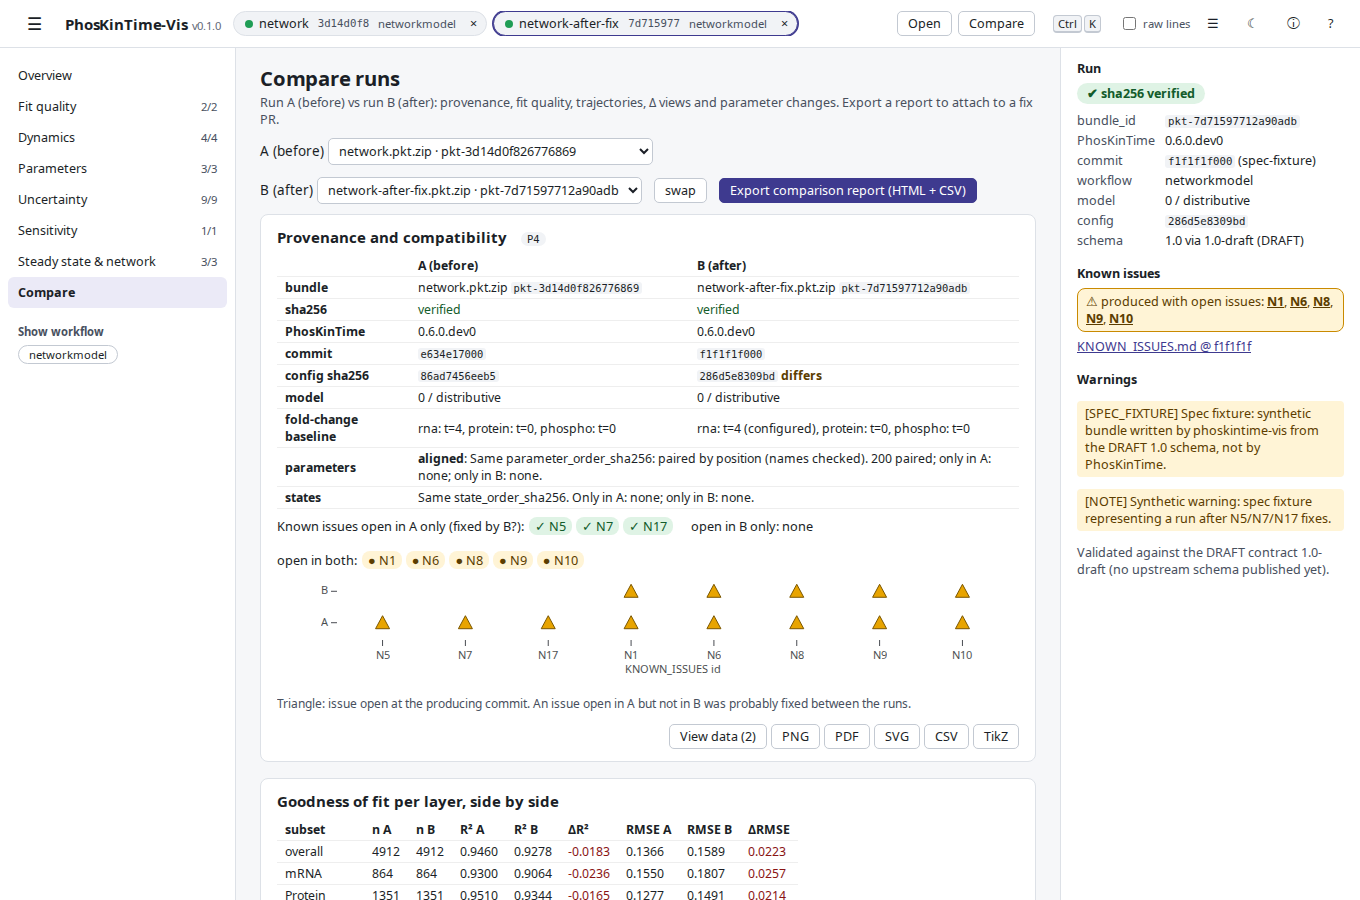 ☰ PhosKinTime-Vis v0.1.0 network 3d14d0f8 networkmodel × network-after-fix 7d715977 networkmodel × Open Compare Ctrl K raw lines ☰ ☾ ⓘ ?
Overview
Fit quality 2/2
Dynamics 4/4
Parameters 3/3
Uncertainty 9/9
Sensitivity 1/1
Steady state & network 3/3
Compare
Show workflow
networkmodel
Compare runs
Run A (before) vs run B (after): provenance, fit quality, trajectories, Δ views and parameter changes. Export a report to attach to a fix
PR.
A (before) network.pkt.zip · pkt-3d14d0f826776869
B (after) network-after-fix.pkt.zip · pkt-7d71597712a90adb swap Export comparison report (HTML + CSV)
Provenance and compatibility P4
A (before) B (after)
bundle network.pkt.zip pkt-3d14d0f826776869 network-after-fix.pkt.zip pkt-7d71597712a90adb
sha256 verified verified
PhosKinTime 0.6.0.dev0 0.6.0.dev0
commit e634e17000 f1f1f1f000
config sha256 86ad7456eeb5 286d5e8309bd differs
model 0 / distributive 0 / distributive
fold-change
baseline rna: t=4, protein: t=0, phospho: t=0 rna: t=4 (configured), protein: t=0, phospho: t=0
parameters aligned: Same parameter_order_sha256: paired by position (names checked). 200 paired; only in A:
none; only in B: none.
states Same state_order_sha256. Only in A: none; only in B: none.
Known issues open in A only (fixed by B?): ✓ N5 ✓ N7 ✓ N17 open in B only: none
open in both: ● N1 ● N6 ● N8 ● N9 ● N10
B
A
N5 N7 N17 N1 N6 N8 N9 N10
KNOWN_ISSUES id
Triangle: issue open at the producing commit. An issue open in A but not in B was probably fixed between the runs.
View data (2) PNG PDF SVG CSV TikZ
Goodness of fit per layer, side by side
subset n A n B R² A R² B ΔR² RMSE A RMSE B ΔRMSE
overall 4912 4912 0.9460 0.9278 -0.0183 0.1366 0.1589 0.0223
mRNA 864 864 0.9300 0.9064 -0.0236 0.1550 0.1807 0.0257
Protein 1351 1351 0.9510 0.9344 -0.0165 0.1277 0.1491 0.0214
Run
✔ sha256 verified
bundle_id pkt-7d71597712a90adb
PhosKinTime 0.6.0.dev0
commit f1f1f1f000 (spec-fixture)
workflow networkmodel
model 0 / distributive
config 286d5e8309bd
schema 1.0 via 1.0-draft (DRAFT)
Known issues
⚠ produced with open issues: N1, N6, N8,
N9, N10
KNOWN_ISSUES.md @ f1f1f1f
Warnings
[SPEC_FIXTURE] Spec fixture: synthetic
bundle written by phoskintime-vis from
the DRAFT 1.0 schema, not by
PhosKinTime.
[NOTE] Synthetic warning: spec fixture
representing a run after N5/N7/N17 fixes.
Validated against the DRAFT contract 1.0-
draft (no upstream schema published yet).